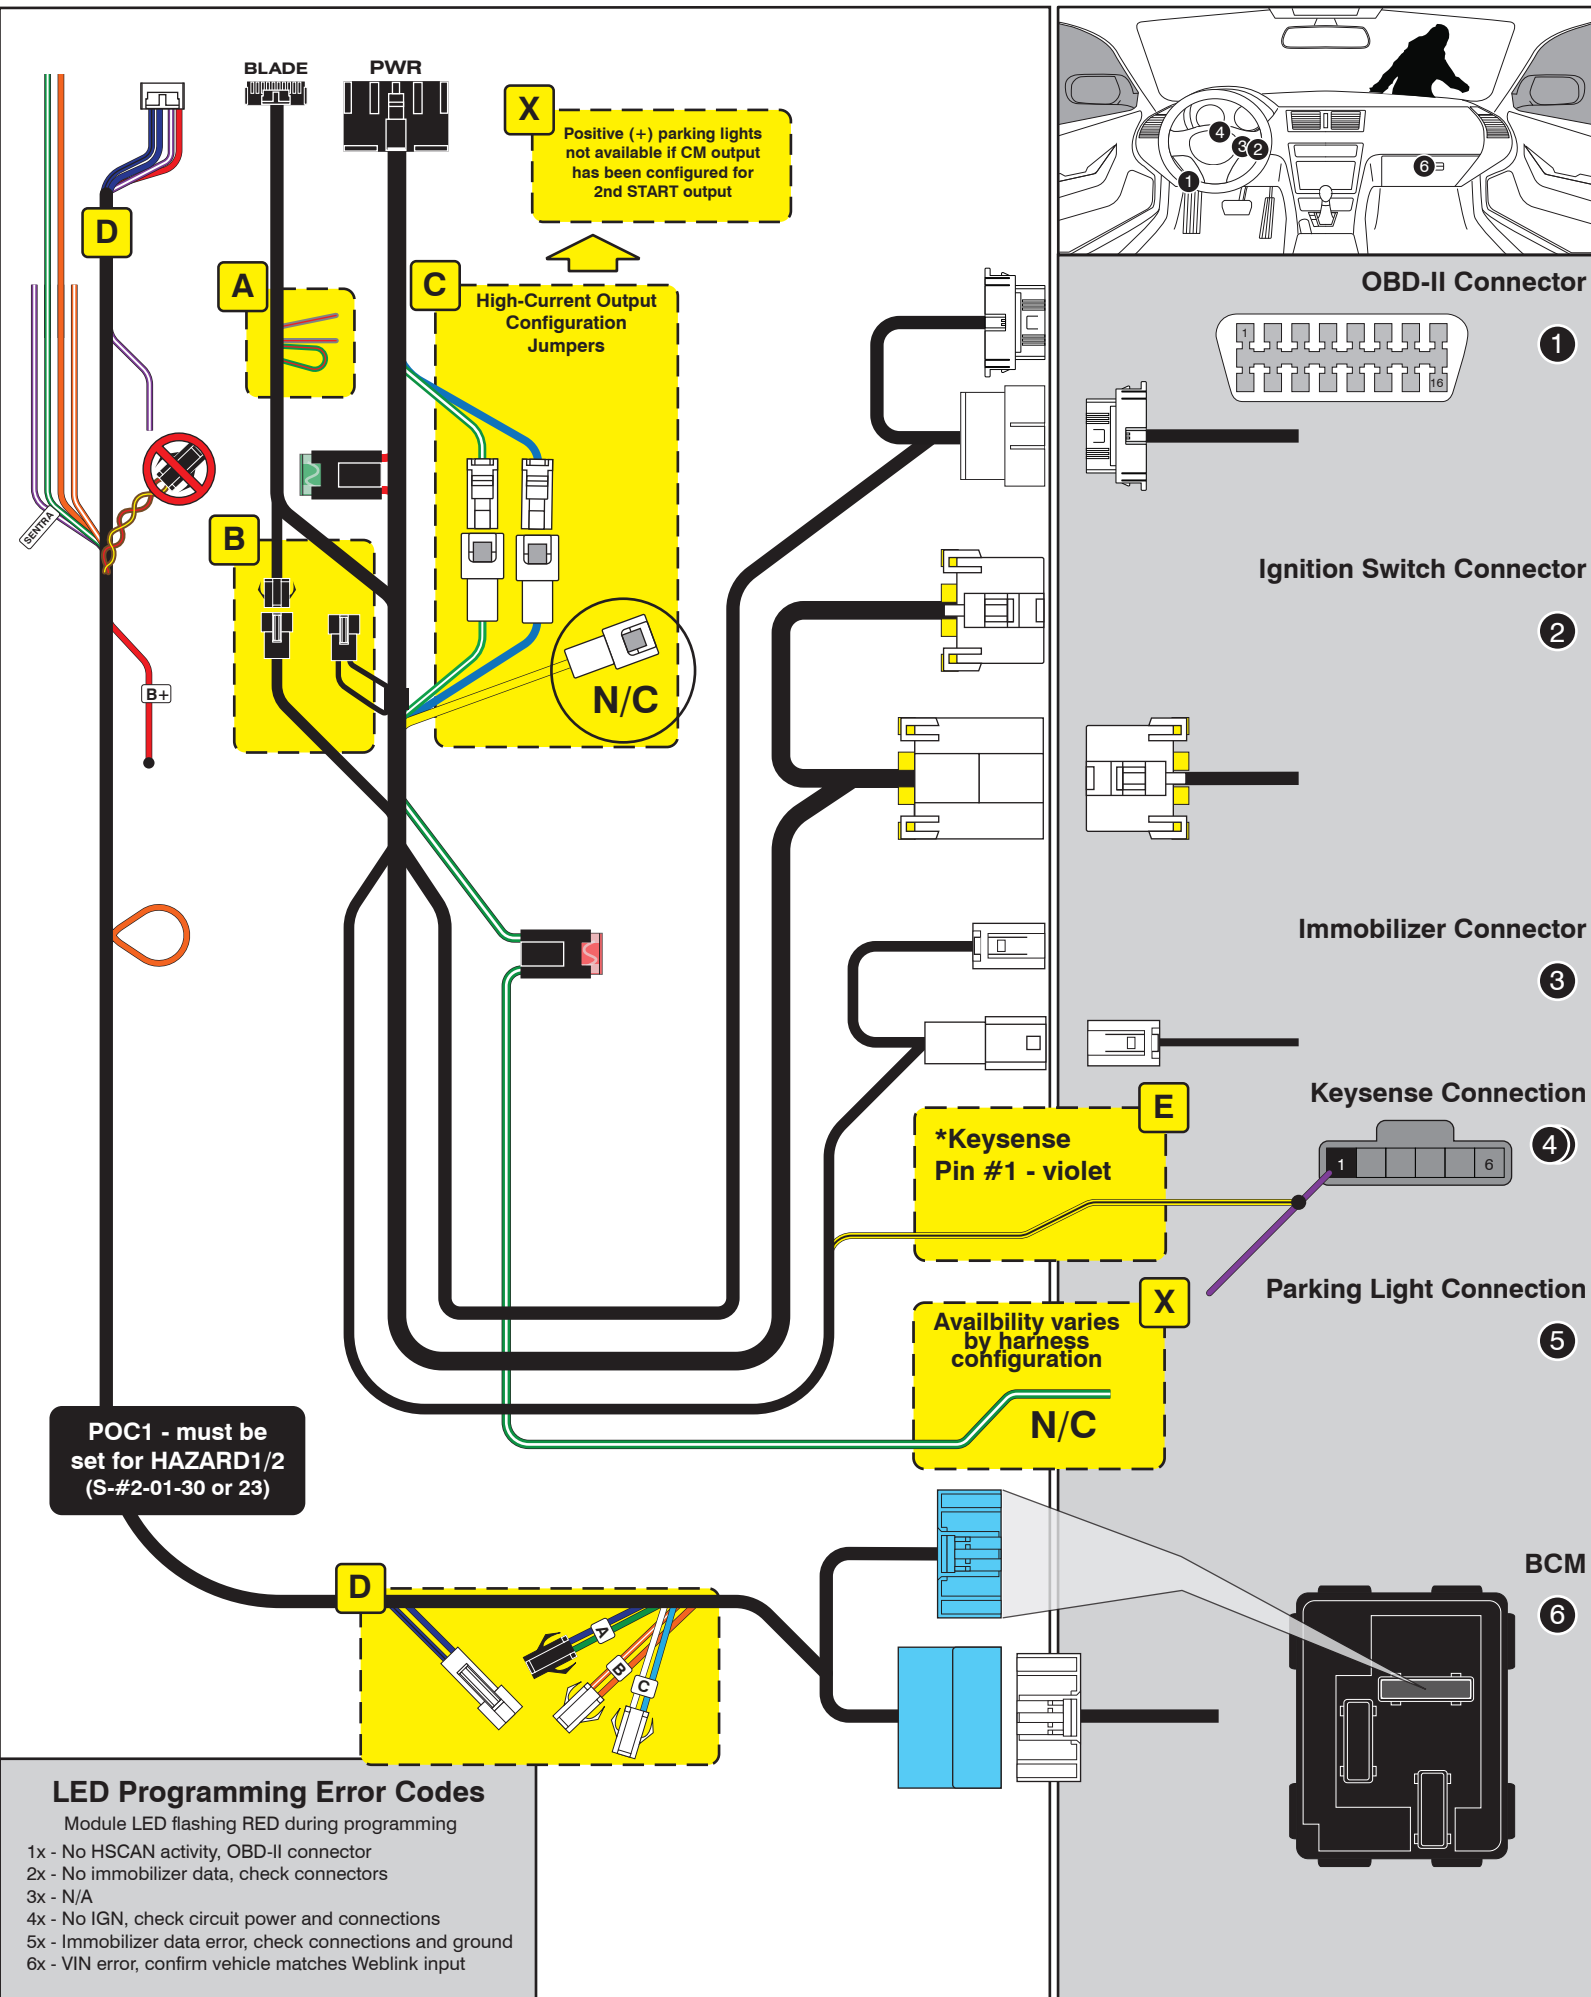 BLADE
PWR
X
Positive (+) parking lights
not available if CM output
has been configured for
2nd START output
D
A
C
High-Current Output
Configuration
Jumpers
SENTRA
B
B+
N/C
4
3
2
1
6
OBD-II Connector
1
1
16
Ignition Switch Connector
2
Immobilizer Connector
3
Keysense Connection
4
1
6
E
*Keysense
Pin #1 - violet
Parking Light Connection
5
X
Availbility varies
by harness
configuration
N/C
POC1 - must be
set for HAZARD1/2
(S-#2-01-30 or 23)
D
A
B
C
BCM
6
LED Programming Error Codes
Module LED flashing RED during programming
1x - No HSCAN activity, OBD-II connector
2x - No immobilizer data, check connectors
3x - N/A
4x - No IGN, check circuit power and connections
5x - Immobilizer data error, check connections and ground
6x - VIN error, confirm vehicle matches Weblink input